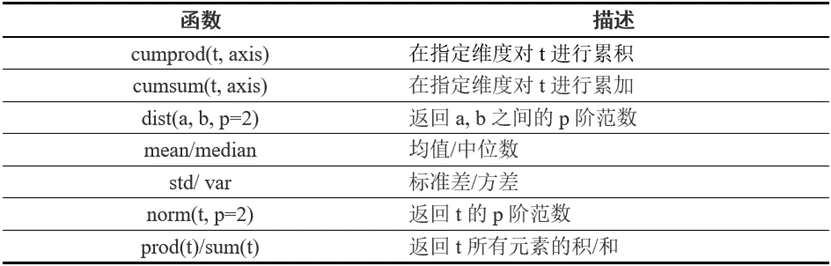 函数 描述
cumprod(t, axis) 在指定维度对 t 进行累积
cumsum(t, axis) 在指定维度对 t 进行累加
dist(a, b, p=2) 返回 a, b 之间的 p 阶范数
mean/median 均值/中位数
std/ var 标准差/方差
norm(t, p=2) 返回 t 的 p 阶范数
prod(t)/sum(t) 返回 t 所有元素的积/和